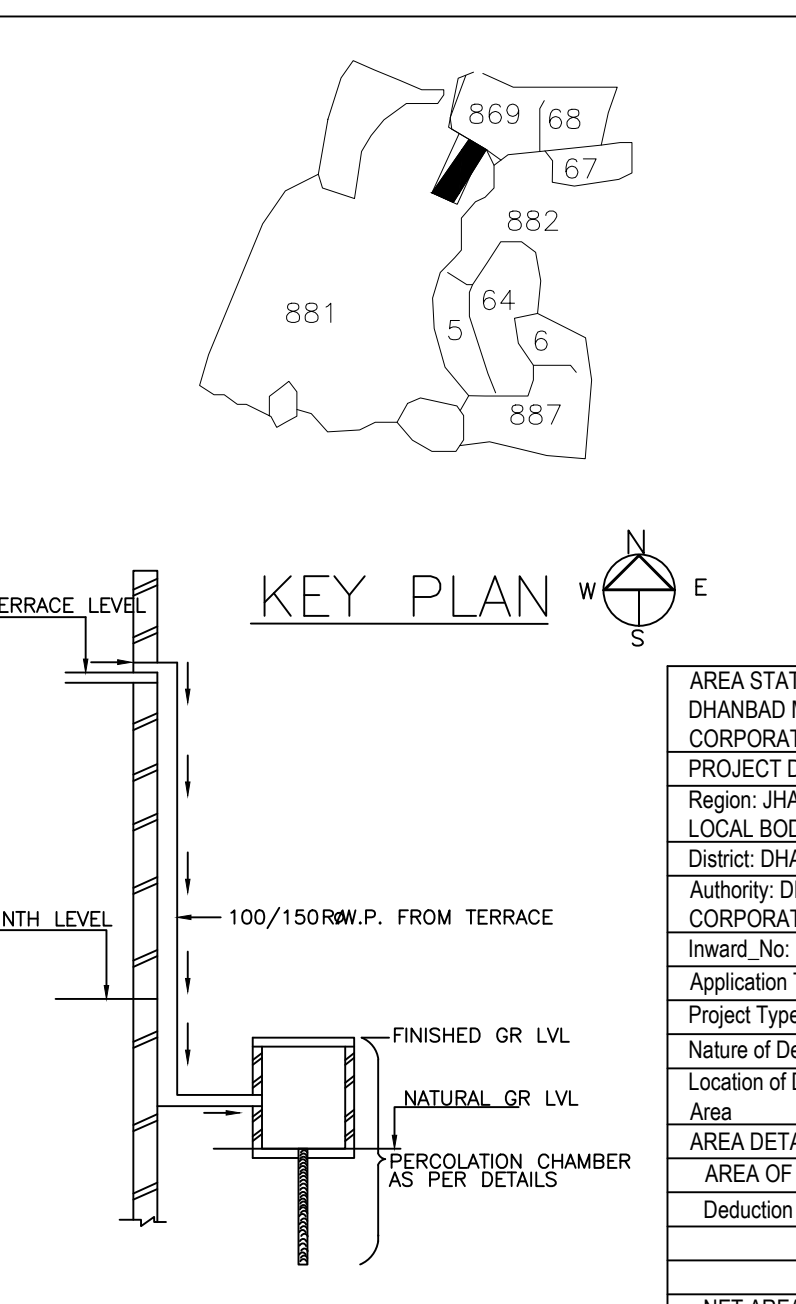 869
68
67
882
881
64
5
6
887
KEY PLAN
N
W
E
S
ERRACE LEVEL
NTH LEVEL
100/150 R.W.P. FROM TERRACE
FINISHED GR LVL
NATURAL GR LVL
PERCOLATION CHAMBER
AS PER DETAILS
AREA STAT
DHANBAD M
CORPORAT
PROJECT D
Region: JHA
LOCAL BOD
District: DHA
Authority: D
CORPORAT
Inward_No:
Application T
Project Type
Nature of De
Location of D
Area
AREA DETA
AREA OF
Deduction
NET AREA